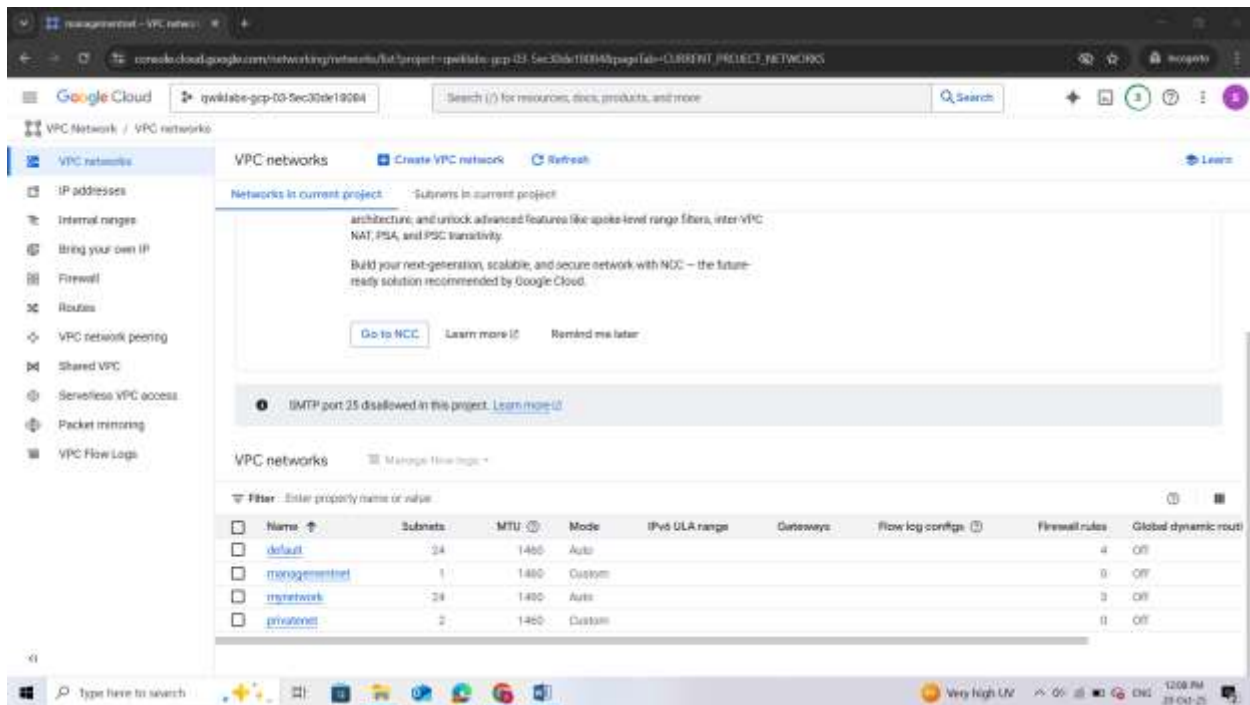 managementnet - VPC networ
console.cloud.google.com/networking/networks/list?project=qwiklabs-gcp-03-5ec30de19084&pageTab=CURRENT_PROJECT_NETWORKS
Incognito
Google Cloud
qwiklabs-gcp-03-5ec30de19084
Search (/) for resources, docs, products, and more
Search
3
S
VPC Network / VPC networks
VPC networks
IP addresses
Internal ranges
Bring your own IP
Firewall
Routes
VPC network peering
Shared VPC
Serverless VPC access
Packet mirroring
VPC Flow Logs
VPC networks
Create VPC network
Refresh
Learn
Networks in current project
Subnets in current project
architecture, and unlock advanced features like spoke-level range filters, inter-VPC
NAT, PSA, and PSC transitivity.
Build your next-generation, scalable, and secure network with NCC — the future-
ready solution recommended by Google Cloud.
Go to NCC
Learn more
Remind me later
SMTP port 25 disallowed in this project. Learn more
VPC networks
Manage flow logs
Filter Enter property name or value
Name Subnets MTU Mode IPv6 ULA range Gateways Flow log configs Firewall rules Global dynamic routi
default 24 1460 Auto 4 Off
managementnet 1 1460 Custom 0 Off
mynetwork 24 1460 Auto 3 Off
privatenet 2 1460 Custom 0 Off
Type here to search
Very high UV
ENG
12:08 PM